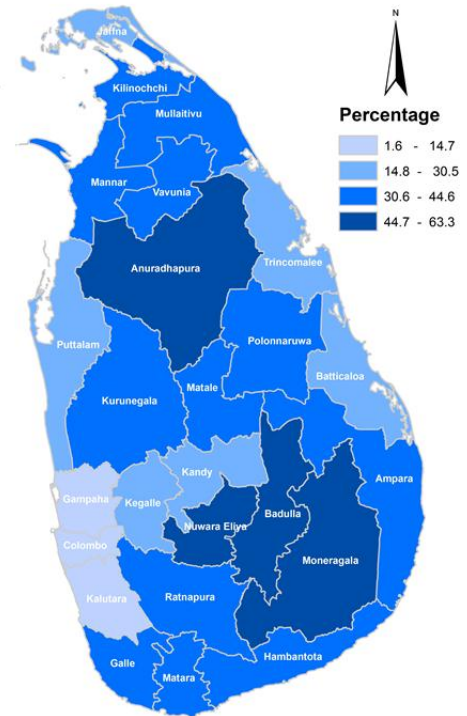 N
Jaffna
Kilinochchi
Mullaitivu
Percentage
1.6 - 14.7
14.8 - 30.5
30.6 - 44.6
44.7 - 63.3
Mannar
Vavunia
Anuradhapura
Trincomalee
Puttalam
Polonnaruwa
Batticaloa
Kurunegala
Matale
Kandy
Ampara
Gampaha
Kegalle
Badulla
Nuwara Eliya
Colombo
Moneragala
Kalutara
Ratnapura
Galle
Hambantota
Matara